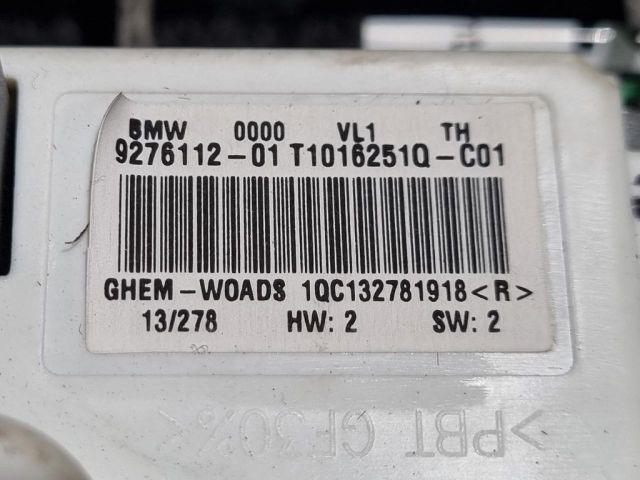 BMW 0000 VL1 TH
9276112-01 T1016251Q-C01
GHEM-WOADS 1QC132781918<R>
13/278 HW: 2 SW: 2
>PBT GF30%<